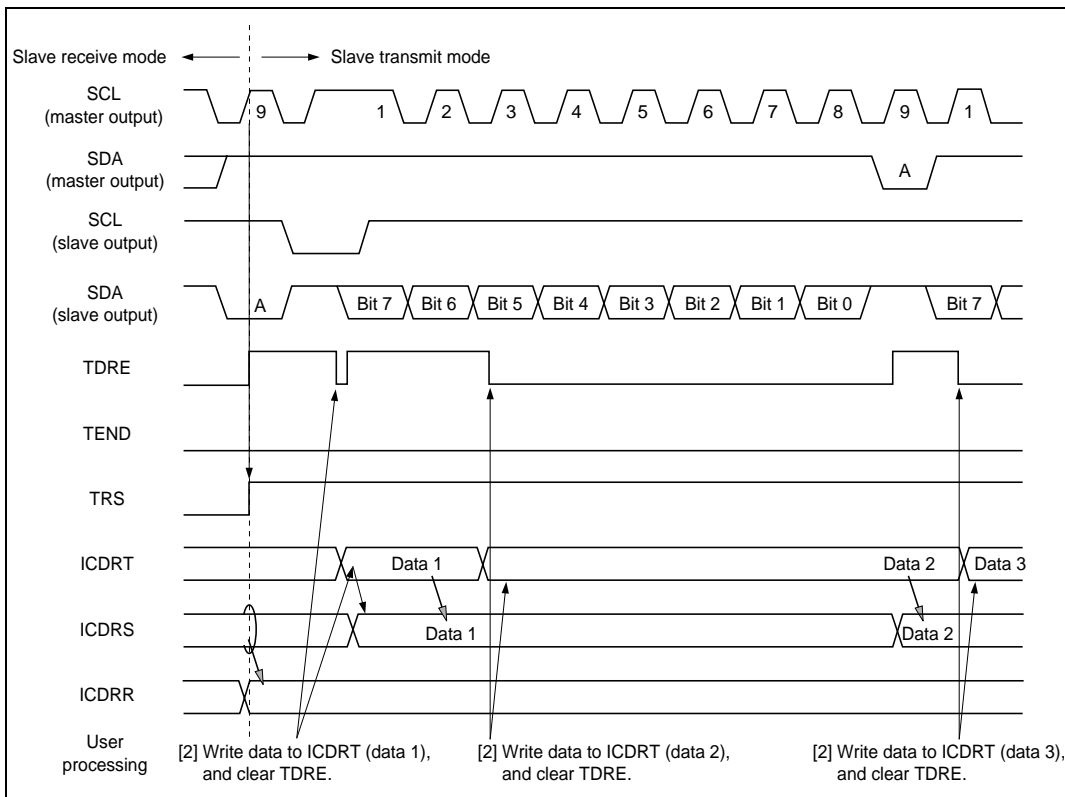 Slave receive mode
Slave transmit mode
SCL
(master output)
9 1 2 3 4 5 6 7 8 9 1
SDA
(master output)
A
SCL
(slave output)
SDA
(slave output)
A Bit 7 Bit 6 Bit 5 Bit 4 Bit 3 Bit 2 Bit 1 Bit 0 Bit 7
TDRE
TEND
TRS
ICDRT
Data 1 Data 2 Data 3
ICDRS
Data 1 Data 2
ICDRR
User
processing
[2] Write data to ICDRT (data 1),
and clear TDRE.
[2] Write data to ICDRT (data 2),
and clear TDRE.
[2] Write data to ICDRT (data 3),
and clear TDRE.